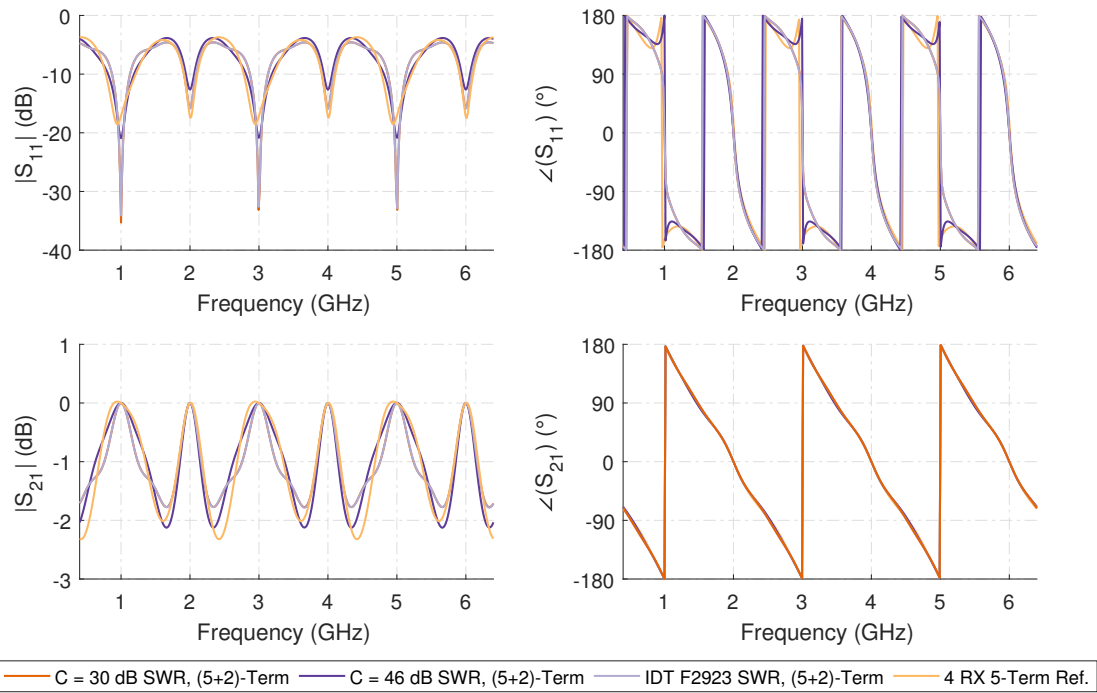 0
-10
-20
-30
-40
|S11| (dB)
1 2 3 4 5 6
Frequency (GHz)
180
90
0
-90
-180
∠(S11) (°)
1 2 3 4 5 6
Frequency (GHz)
1
0
-1
-2
-3
|S21| (dB)
1 2 3 4 5 6
Frequency (GHz)
180
90
0
-90
-180
∠(S21) (°)
1 2 3 4 5 6
Frequency (GHz)
C = 30 dB SWR, (5+2)-Term C = 46 dB SWR, (5+2)-Term IDT F2923 SWR, (5+2)-Term 4 RX 5-Term Ref.